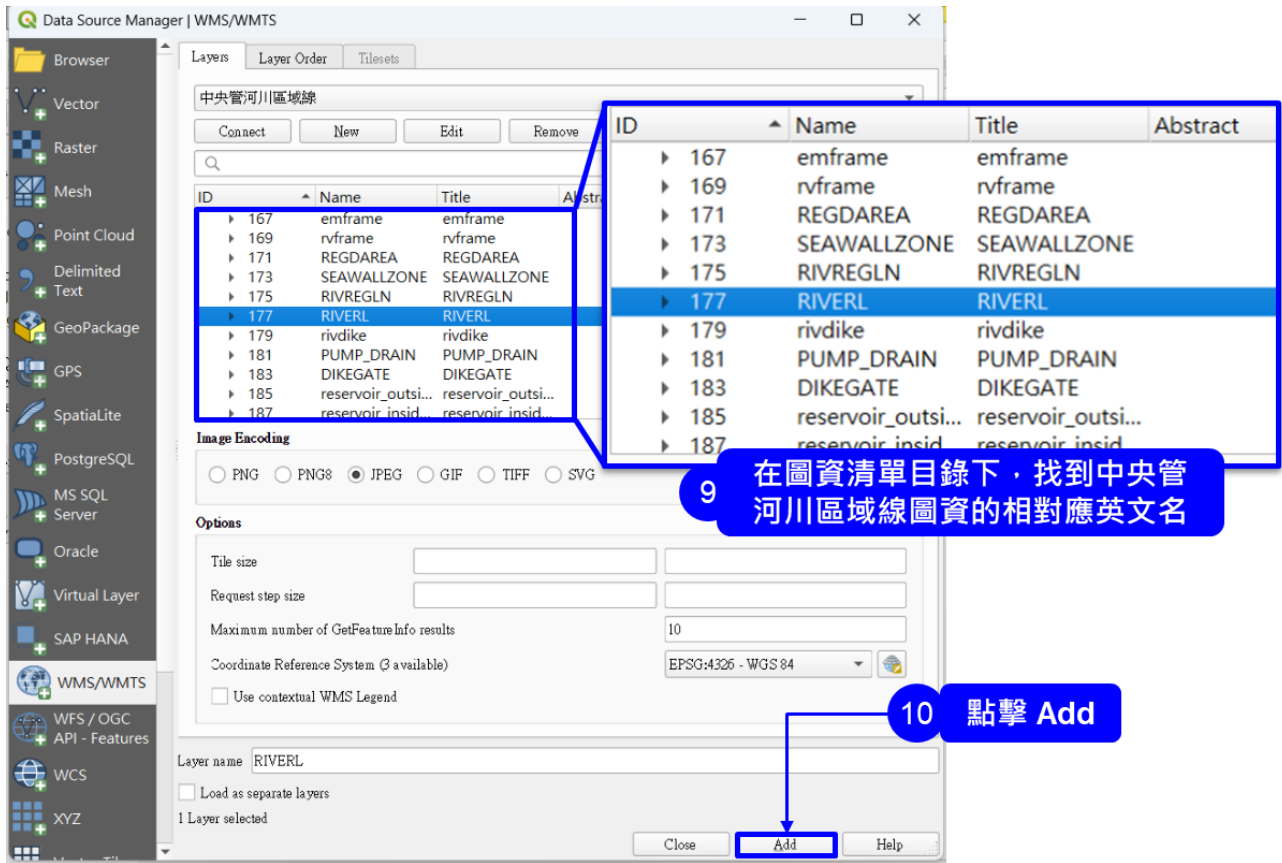 Data Source Manager | WMS/WMTS
Browser
Vector
Raster
Mesh
Point Cloud
Delimited
Text
GeoPackage
GPS
SpatiaLite
PostgreSQL
MS SQL
Server
Oracle
Virtual Layer
SAP HANA
WMS/WMTS
WFS / OGC
API - Features
WCS
XYZ
Layers Layer Order Tilesets
中央管河川區域線
Connect New Edit Remove
ID Name Title Abstra
167 emframe emframe
169 rvframe rvframe
171 REGDAREA REGDAREA
173 SEAWALLZONE SEAWALLZONE
175 RIVREGLN RIVREGLN
177 RIVERL RIVERL
179 rivdike rivdike
181 PUMP_DRAIN PUMP_DRAIN
183 DIKEGATE DIKEGATE
185 reservoir_outsi... reservoir_outsi...
187 reservoir_insid... reservoir_insid...
ID Name Title Abstract
167 emframe emframe
169 rvframe rvframe
171 REGDAREA REGDAREA
173 SEAWALLZONE SEAWALLZONE
175 RIVREGLN RIVREGLN
177 RIVERL RIVERL
179 rivdike rivdike
181 PUMP_DRAIN PUMP_DRAIN
183 DIKEGATE DIKEGATE
185 reservoir_outsi... reservoir_outsi...
187 reservoir_insid reservoir_insid
9 在圖資清單目錄下，找到中央管
河川區域線圖資的相對應英文名
Image Encoding
PNG PNG8 JPEG GIF TIFF SVG
Options
Tile size
Request step size
Maximum number of GetFeatureInfo results 10
Coordinate Reference System (3 available) EPSG:4326 - WGS 84
Use contextual WMS Legend
10 點擊 Add
Layer name RIVERL
Load as separate layers
1 Layer selected
Close Add Help